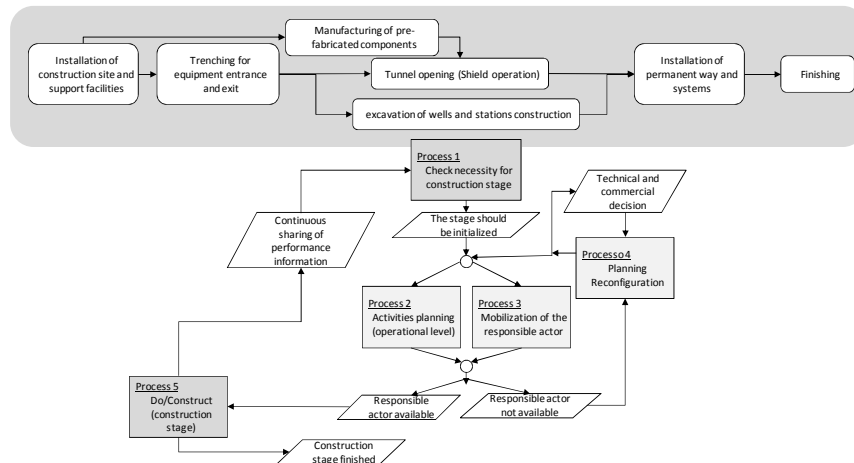 Manufacturing of pre-
fabricated components
Installation of
construction site and
support facilities
Trenching for
equipment entrance
and exit
Tunnel opening (Shield operation)
excavation of wells and stations construction
Installation of
permanent way and
systems
Finishing
Process 1
Check necessity for
construction stage
Technical and
commercial
decision
The stage should
be initialized
Continuous
sharing of
performance
information
Processo 4
Planning
Reconfiguration
Process 2
Activities planning
(operational level)
Process 3
Mobilization of the
responsible actor
Process 5
Do/Construct
(construction
stage)
Responsible
actor available
Responsible actor
not available
Construction
stage finished